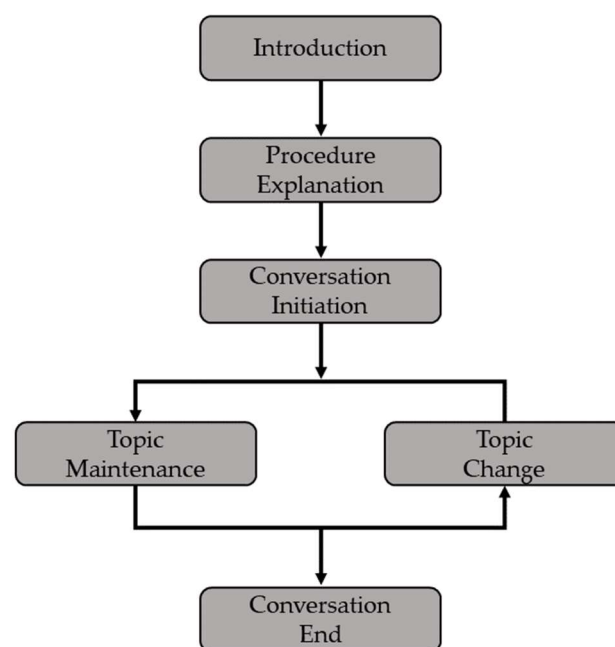 Introduction
Procedure
Explanation
Conversation
Initiation
Topic
Maintenance
Topic
Change
Conversation
End